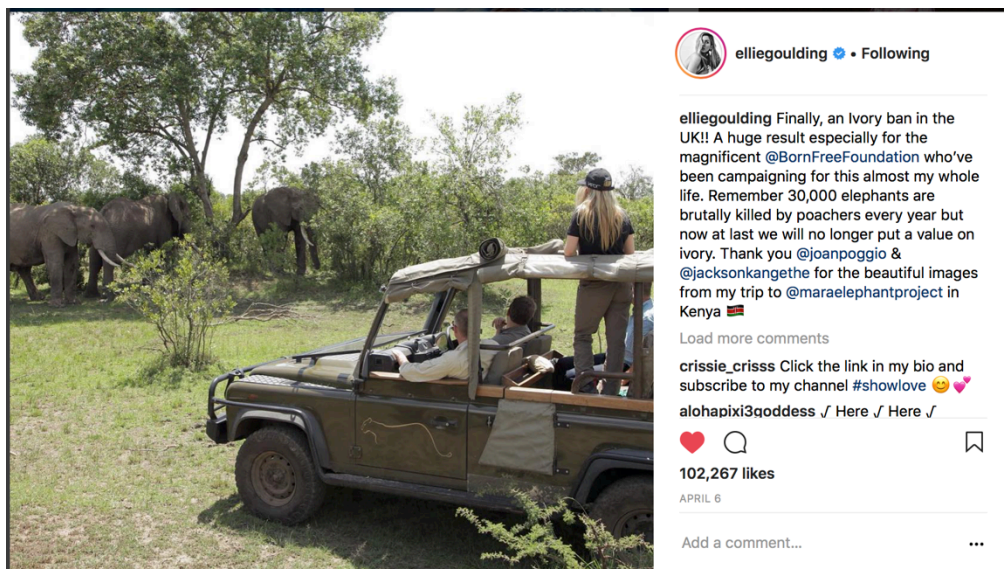 elliegoulding • Following
elliegoulding Finally, an Ivory ban in the
UK!! A huge result especially for the
magnificent @BornFreeFoundation who've
been campaigning for this almost my whole
life. Remember 30,000 elephants are
brutally killed by poachers every year but
now at last we will no longer put a value on
ivory. Thank you @joanpoggio &
@jacksonkangethe for the beautiful images
from my trip to @maraelephantproject in
Kenya 🇰🇪
Load more comments
crissie_crisss Click the link in my bio and
subscribe to my channel #showlove 😊 💕
alohapixi3goddess √ Here √ Here √
102,267 likes
APRIL 6
Add a comment...